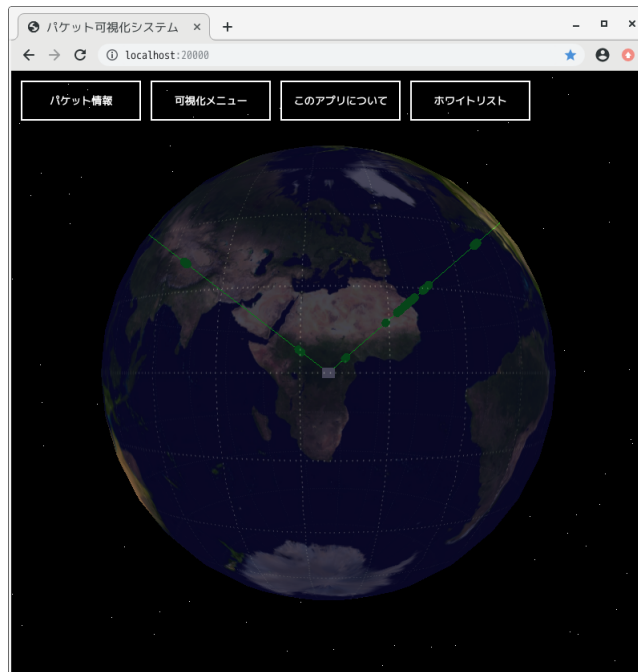 パケット可視化システム
localhost:20000
パケット情報
可視化メニュー
このアプリについて
ホワイトリスト